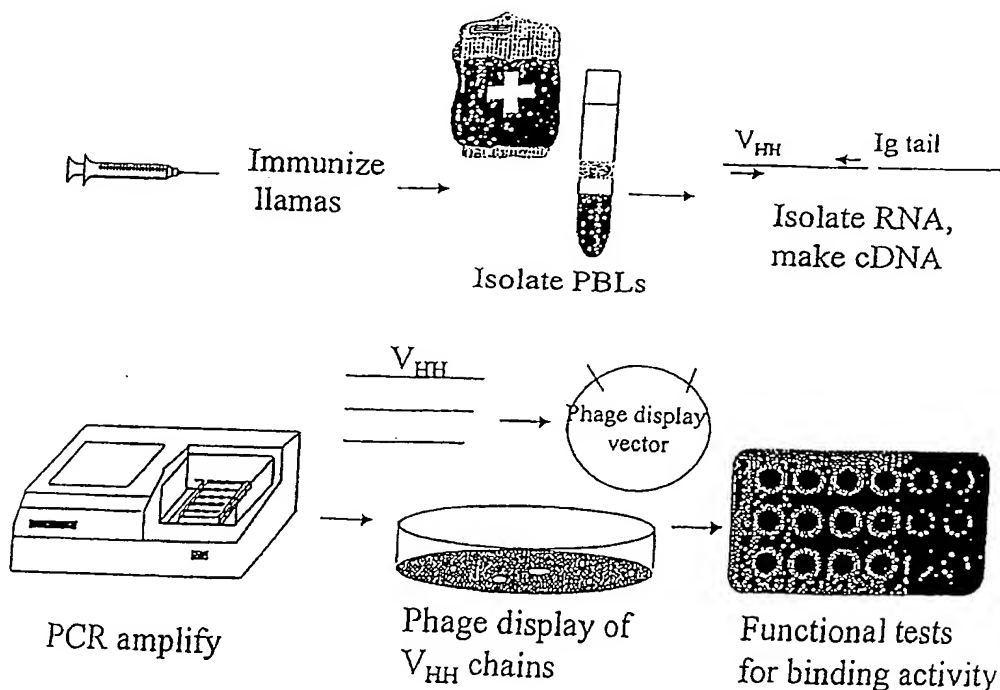 Immunize
llamas
Isolate PBLs
V_HH
Ig tail
Isolate RNA,
make cDNA
V_HH
Phage display
vector
PCR amplify
Phage display of
V_HH chains
Functional tests
for binding activity